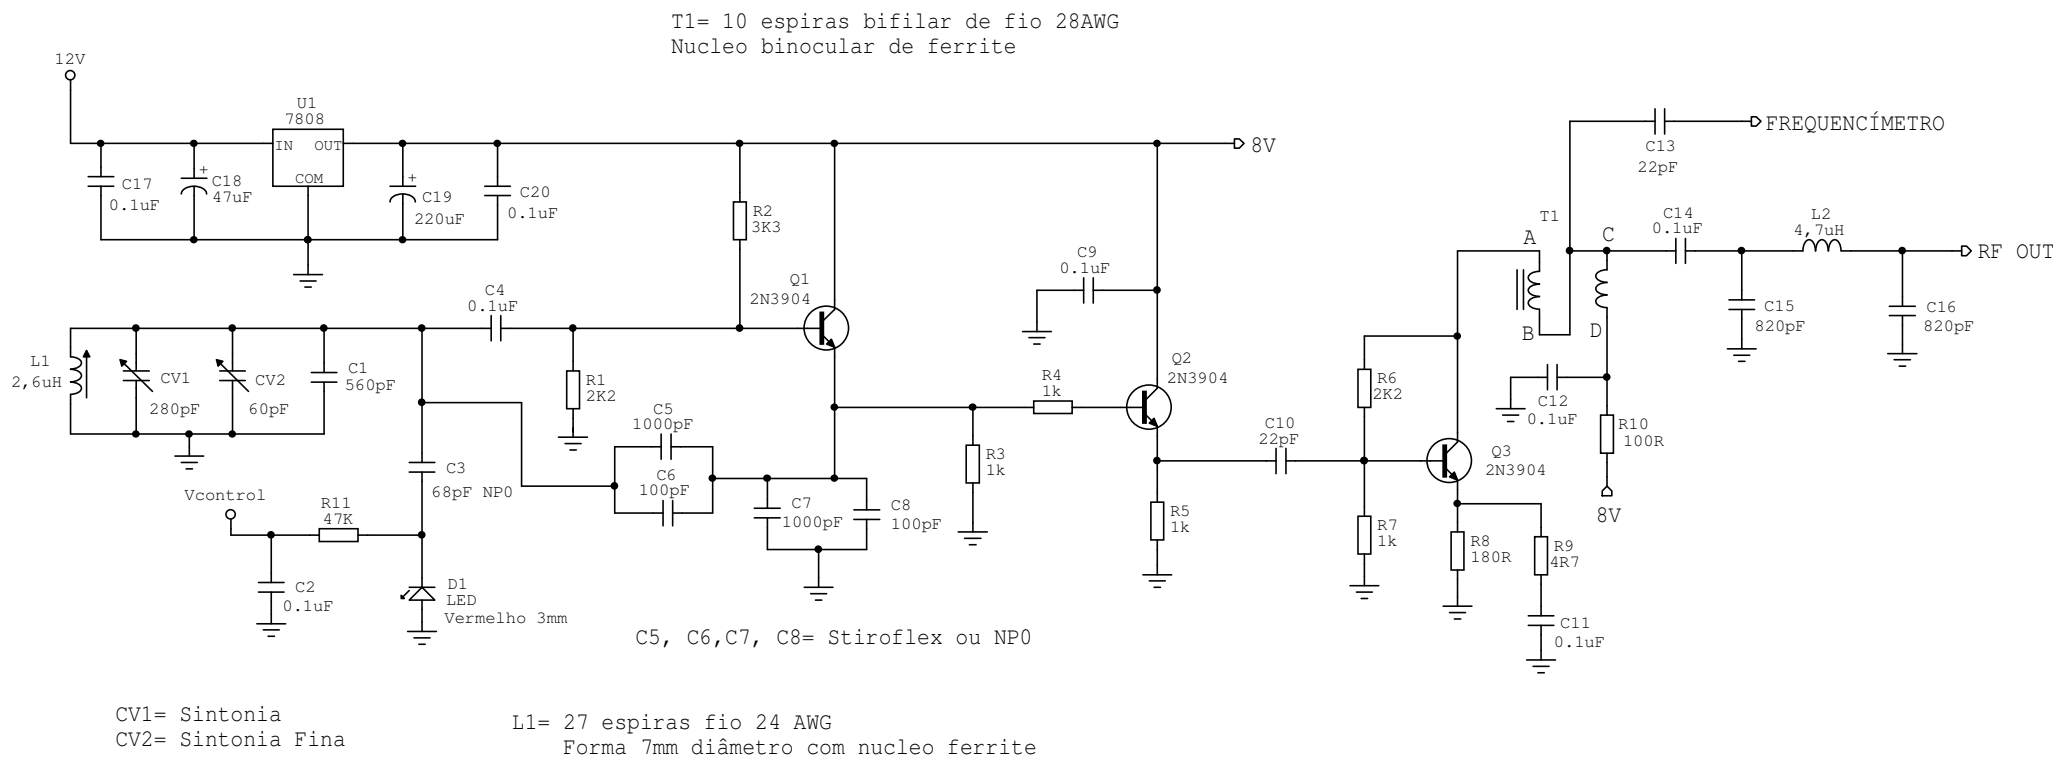 T1= 10 espiras bifilar de fio 28AWG
Nucleo binocular de ferrite
12V
U1
7808
IN OUT
COM
C17
0.1uF
C18
47uF
+
C19
220uF
+
C20
0.1uF
8V
R2
3K3
Q1
2N3904
C4
0.1uF
L1
2,6uH
CV1
280pF
CV2
60pF
C1
560pF
R1
2K2
C5
1000pF
C6
100pF
C3
68pF NP0
Vcontrol
R11
47K
C2
0.1uF
D1
LED
Vermelho 3mm
C7
1000pF
C8
100pF
R3
1k
R4
1k
C9
0.1uF
Q2
2N3904
R5
1k
C10
22pF
R6
2K2
R7
1k
Q3
2N3904
R8
180R
R9
4R7
C11
0.1uF
T1
A
B
C
D
C12
0.1uF
R10
100R
8V
C13
22pF
FREQUENCÍMETRO
C14
0.1uF
L2
4,7uH
C15
820pF
C16
820pF
RF OUT
C5, C6,C7, C8= Stiroflex ou NP0
CV1= Sintonia
CV2= Sintonia Fina
L1= 27 espiras fio 24 AWG
Forma 7mm diâmetro com nucleo ferrite